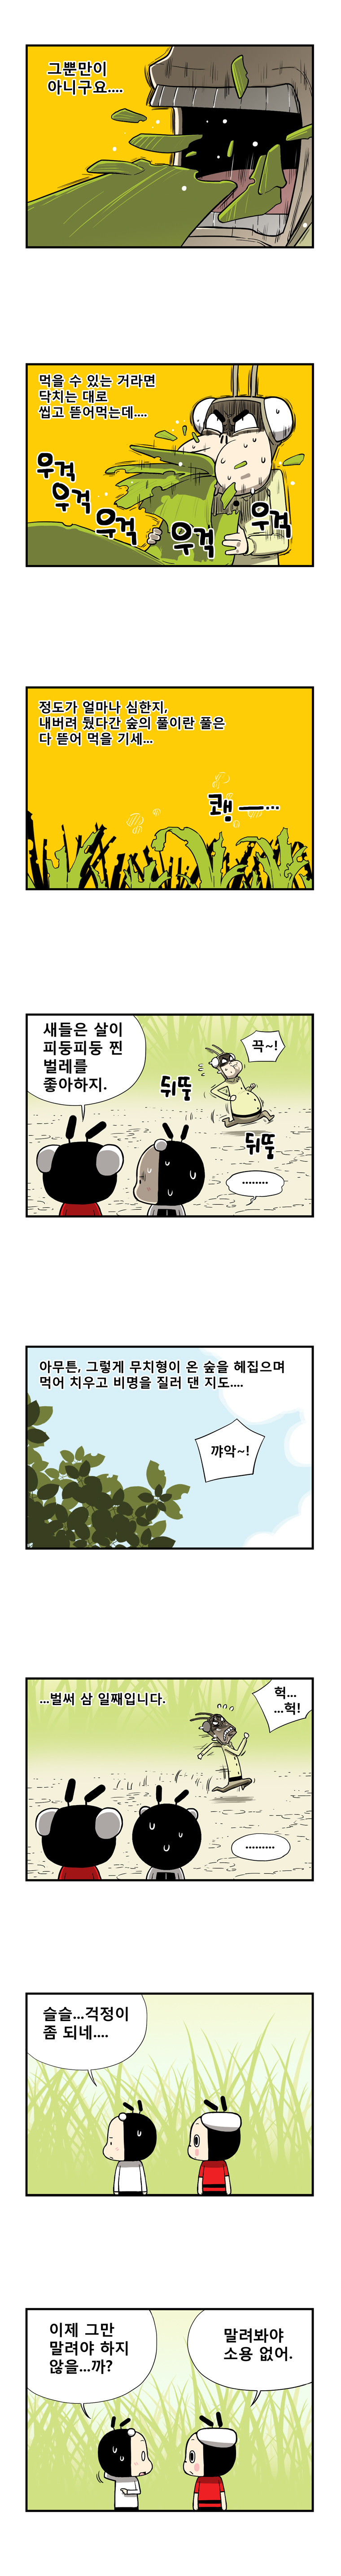 그뿐만이
아니구요....
먹을 수 있는 거라면
닥치는 대로
씹고 뜯어먹는데....
우걱
우걱
우걱
우걱
우걱
정도가 얼마나 심한지,
내버려 뒀다간 숲의 풀이란 풀은
다 뜯어 먹을 기세...
쾘ㅡ...
새들은 살이
피둥피둥 찐
벌레를
좋아하지.
끅~!
뒤뚱
뒤뚱
........
아무튼, 그렇게 무치형이 온 숲을 헤집으며
먹어 치우고 비명을 질러 댄 지도....
꺄악~!
...벌써 삼 일째입니다.
헉...
...헉!
.........
슬슬...걱정이
좀 되네....
이제 그만
말려야 하지
않을...까?
말려봐야
소용 없어.